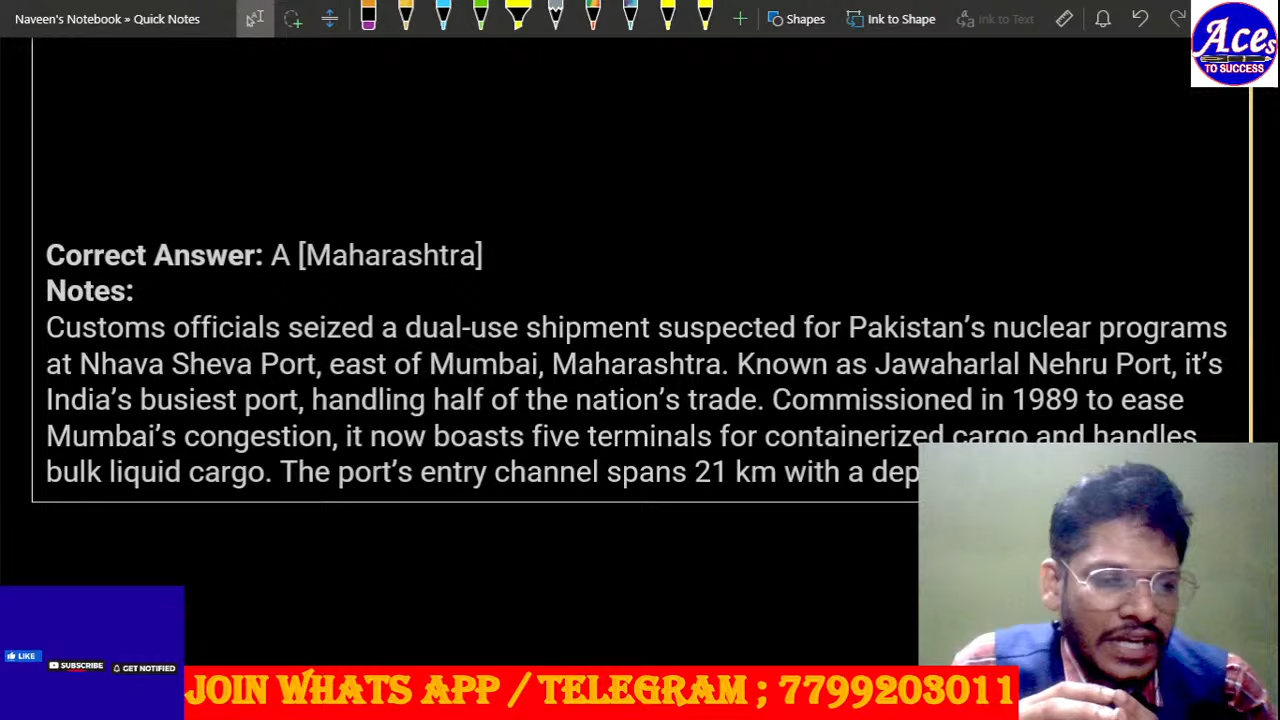 Naveen's Notebook » Quick Notes
Shapes
Ink to Shape
Ink to Text
Aces
TO SUCCESS
Correct Answer: A [Maharashtra]
Notes:
Customs officials seized a dual-use shipment suspected for Pakistan's nuclear programs
at Nhava Sheva Port, east of Mumbai, Maharashtra. Known as Jawaharlal Nehru Port, it's
India's busiest port, handling half of the nation's trade. Commissioned in 1989 to ease
Mumbai's congestion, it now boasts five terminals for containerized cargo and handles
bulk liquid cargo. The port's entry channel spans 21 km with a
LIKE
SUBSCRIBE
GET NOTIFIED
JOIN WHATS APP / TELEGRAM ; 7799203011